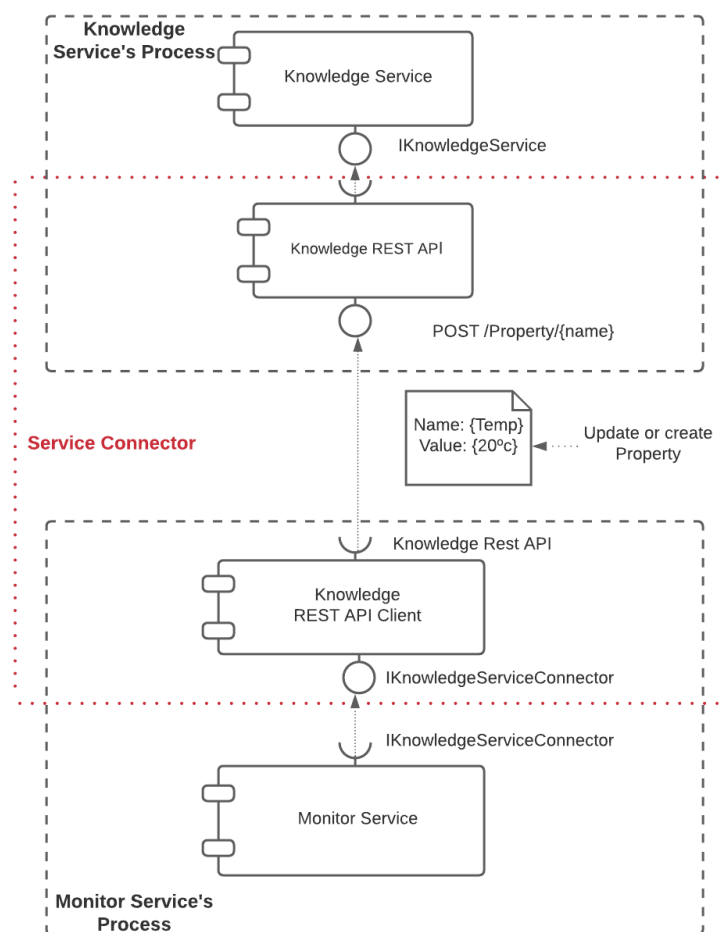 Knowledge
Service's Process
Knowledge Service
IKnowledgeService
Knowledge REST API
POST /Property/{name}
Name: {Temp}
Value: {20ºc}
Update or create
Property
Service Connector
Knowledge Rest API
Knowledge
REST API Client
IKnowledgeServiceConnector
IKnowledgeServiceConnector
Monitor Service
Monitor Service's
Process